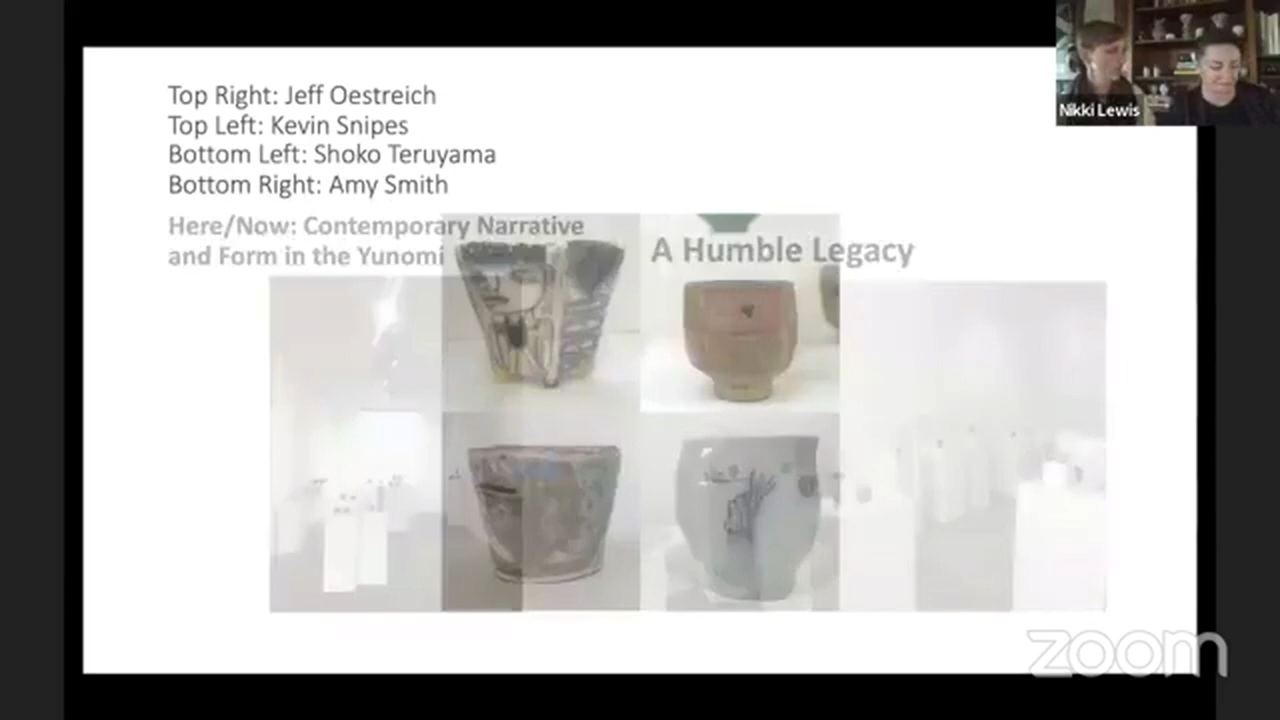 Top Right: Jeff Oestreich
Top Left: Kevin Snipes
Bottom Left: Shoko Teruyama
Bottom Right: Amy Smith
Here/Now: Contemporary Narrative
and Form in the Yunomi
A Humble Legacy
Nikki Lewis
zoom